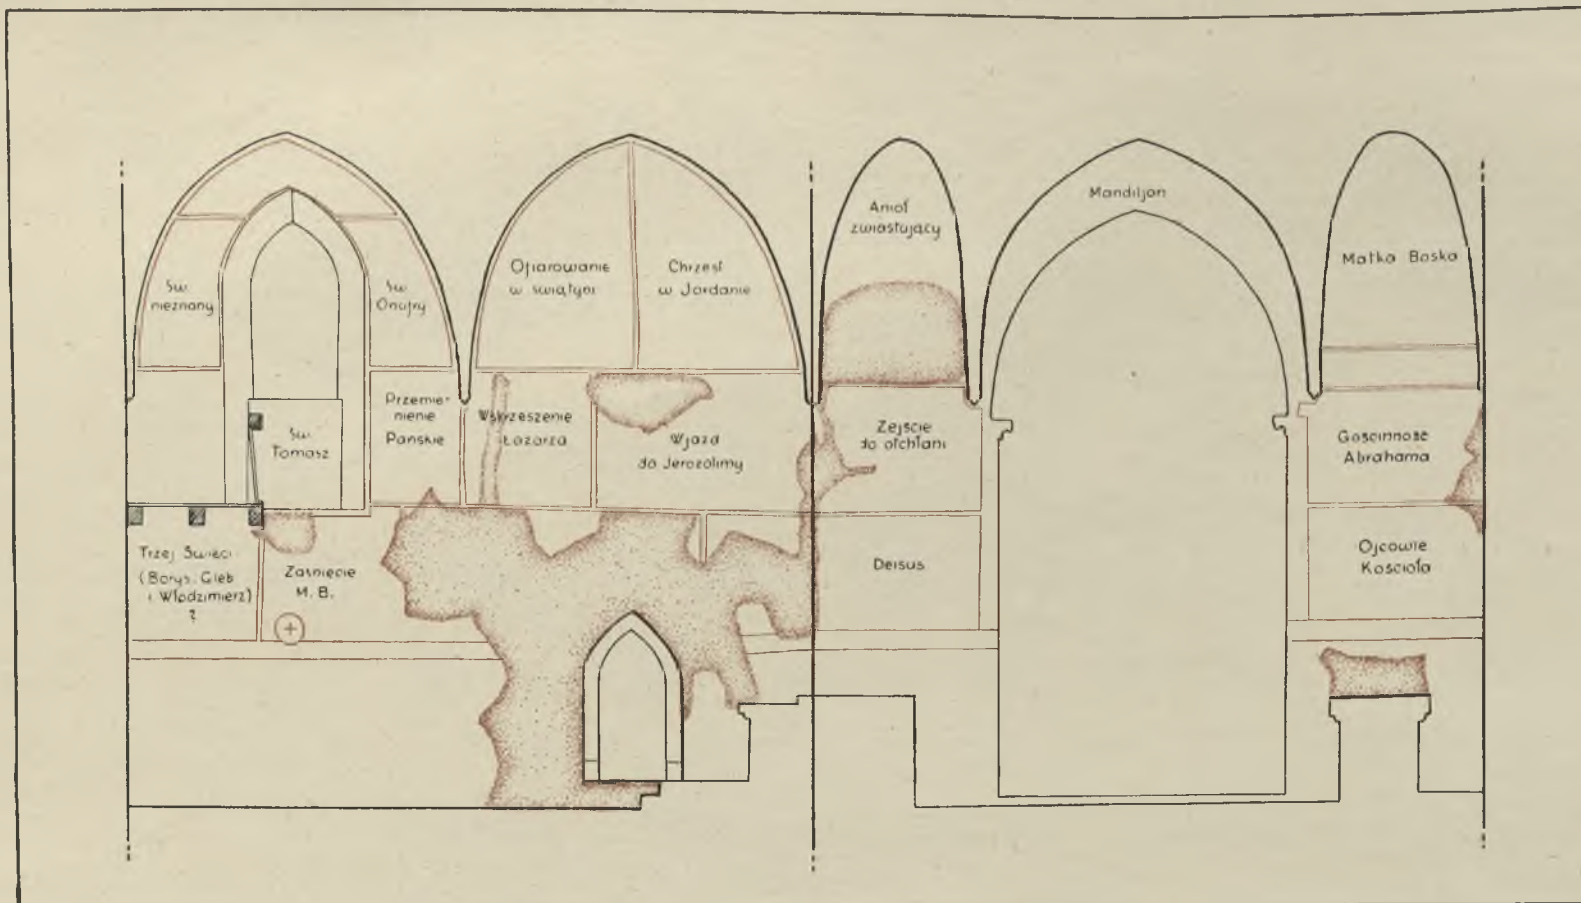 Św.
nieznany
Św.
Onufry
Ofiarowanie
w świątyni
Chrzest
w Jordanie
Anioł
zwiastujący
Mandiljon
Matka Boska
Św.
Tomasz
Przemie-
nienie
Pańskie
Wskrzeszenie
Łazarza
Wjazd
do Jerozolimy
Zejście
do otchłani
Gościnność
Abrahama
Trzej Święci
(Borys, Gleb
i Włodzimierz)
?
Zaśnięcie
M. B.
Deisus
Ojcowie
Kościoła